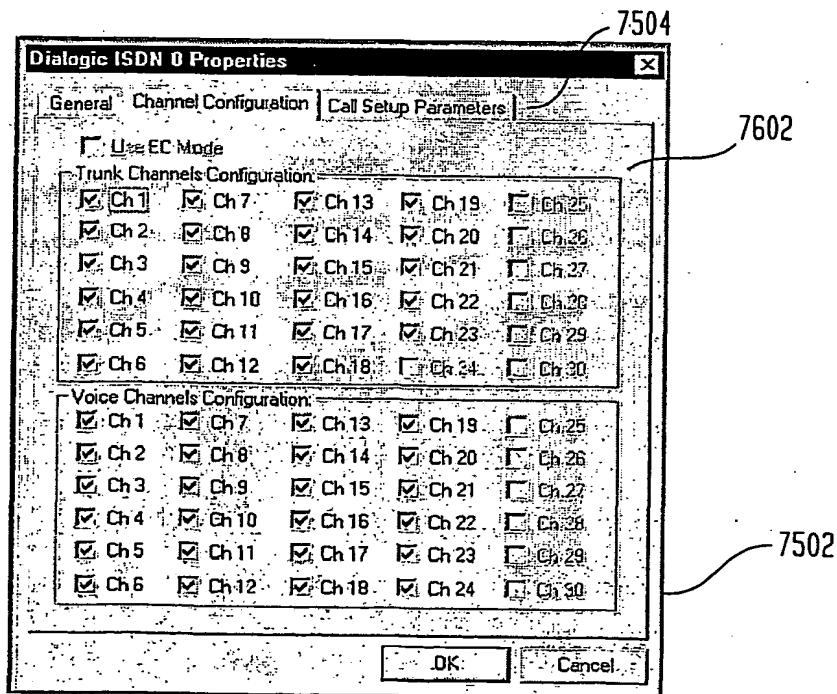 7504
Dialogic ISDN 0 Properties
General Channel Configuration Call Setup Parameters
7602
Use EC Mode
Trunk Channels Configuration:
Ch 1 Ch 7 Ch 13 Ch 19 Ch 25
Ch 2 Ch 8 Ch 14 Ch 20 Ch 26
Ch 3 Ch 9 Ch 15 Ch 21 Ch 27
Ch 4 Ch 10 Ch 16 Ch 22 Ch 28
Ch 5 Ch 11 Ch 17 Ch 23 Ch 29
Ch 6 Ch 12 Ch 18 Ch 24 Ch 30
Voice Channels Configuration:
Ch 1 Ch 7 Ch 13 Ch 19 Ch 25
Ch 2 Ch 8 Ch 14 Ch 20 Ch 26
Ch 3 Ch 9 Ch 15 Ch 21 Ch 27
Ch 4 Ch 10 Ch 16 Ch 22 Ch 28
Ch 5 Ch 11 Ch 17 Ch 23 Ch 29
Ch 6 Ch 12 Ch 18 Ch 24 Ch 30
7502
OK Cancel